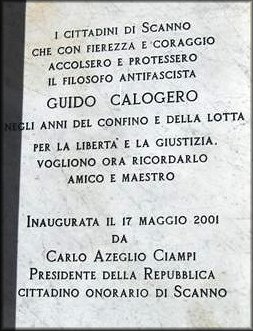 I CITTADINI DI SCANNO
CHE CON FIEREZZA E CORAGGIO
ACCOLSERO E PROTESSERO
IL FILOSOFO ANTIFASCISTA
GUIDO CALOGERO
NEGLI ANNI DEL CONFINO E DELLA LOTTA
PER LA LIBERTA' E LA GIUSTIZIA.
VOGLIONO ORA RICORDARLO
AMICO E MAESTRO
INAUGURATA IL 17 MAGGIO 2001
DA
CARLO AZEGLIO CIAMPI
PRESIDENTE DELLA REPUBBLICA
CITTADINO ONORARIO DI SCANNO